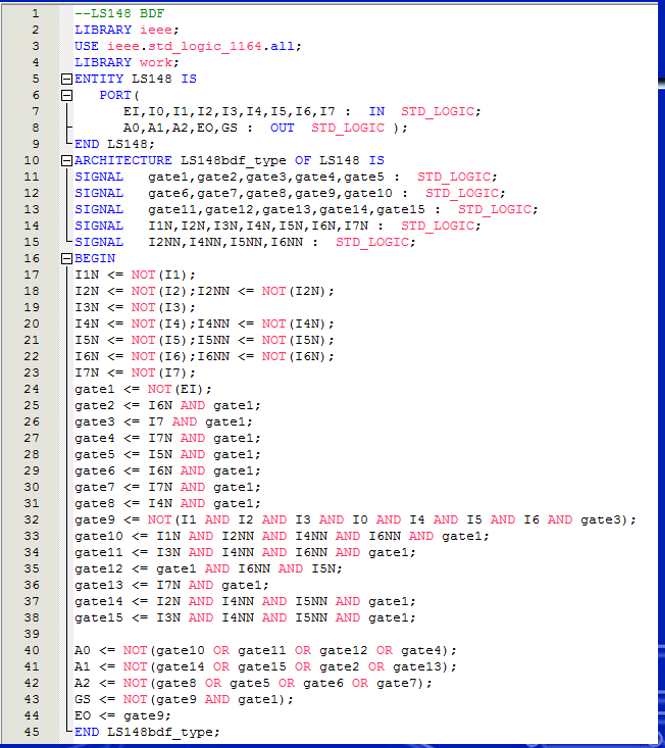 1 --LS148 BDF
2 LIBRARY ieee;
3 USE ieee.std_logic_1164.all;
4 LIBRARY work;
5 ENTITY LS148 IS
6 PORT(
7 EI,I0,I1,I2,I3,I4,I5,I6,I7 : IN STD_LOGIC;
8 A0,A1,A2,EO,GS : OUT STD_LOGIC );
9 END LS148;
10 ARCHITECTURE LS148bdf_type OF LS148 IS
11 SIGNAL gate1,gate2,gate3,gate4,gate5 : STD_LOGIC;
12 SIGNAL gate6,gate7,gate8,gate9,gate10 : STD_LOGIC;
13 SIGNAL gate11,gate12,gate13,gate14,gate15 : STD_LOGIC;
14 SIGNAL I1N,I2N,I3N,I4N,I5N,I6N,I7N : STD_LOGIC;
15 SIGNAL I2NN,I4NN,I5NN,I6NN : STD_LOGIC;
16 BEGIN
17 I1N <= NOT(I1);
18 I2N <= NOT(I2);I2NN <= NOT(I2N);
19 I3N <= NOT(I3);
20 I4N <= NOT(I4);I4NN <= NOT(I4N);
21 I5N <= NOT(I5);I5NN <= NOT(I5N);
22 I6N <= NOT(I6);I6NN <= NOT(I6N);
23 I7N <= NOT(I7);
24 gate1 <= NOT(EI);
25 gate2 <= I6N AND gate1;
26 gate3 <= I7 AND gate1;
27 gate4 <= I7N AND gate1;
28 gate5 <= I5N AND gate1;
29 gate6 <= I6N AND gate1;
30 gate7 <= I7N AND gate1;
31 gate8 <= I4N AND gate1;
32 gate9 <= NOT(I1 AND I2 AND I3 AND I0 AND I4 AND I5 AND I6 AND gate3);
33 gate10 <= I1N AND I2NN AND I4NN AND I6NN AND gate1;
34 gate11 <= I3N AND I4NN AND I6NN AND gate1;
35 gate12 <= gate1 AND I6NN AND I5N;
36 gate13 <= I7N AND gate1;
37 gate14 <= I2N AND I4NN AND I5NN AND gate1;
38 gate15 <= I3N AND I4NN AND I5NN AND gate1;
39
40 A0 <= NOT(gate10 OR gate11 OR gate12 OR gate4);
41 A1 <= NOT(gate14 OR gate15 OR gate2 OR gate13);
42 A2 <= NOT(gate8 OR gate5 OR gate6 OR gate7);
43 GS <= NOT(gate9 AND gate1);
44 EO <= gate9;
45 END LS148bdf_type;